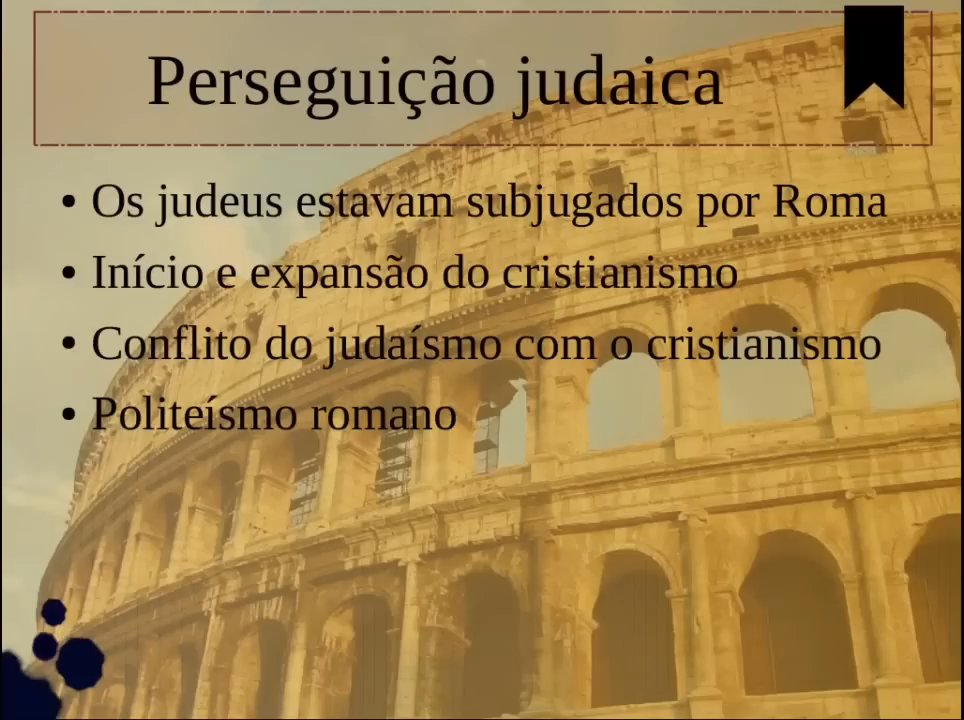 Perseguição judaica
• Os judeus estavam subjugados por Roma
• Início e expansão do cristianismo
• Conflito do judaísmo com o cristianismo
• Politeísmo romano